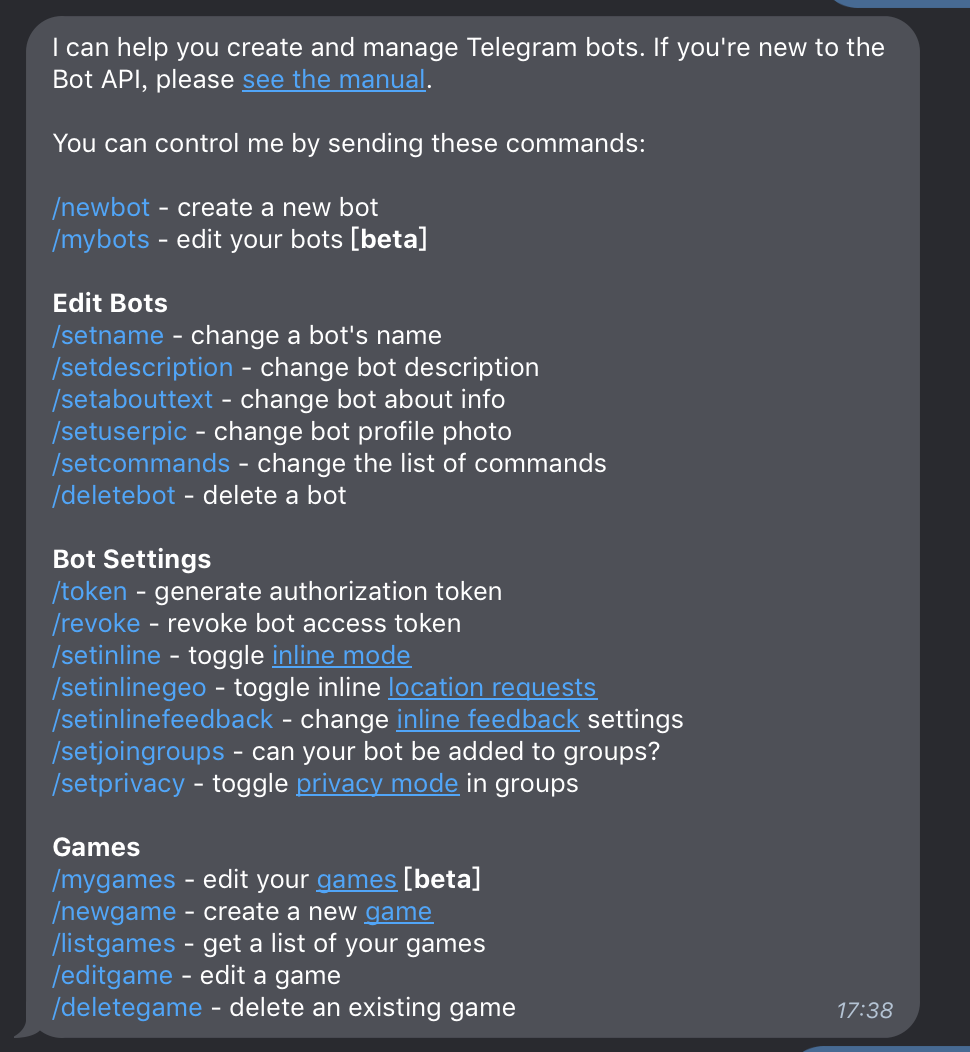 I can help you create and manage Telegram bots. If you're new to the
Bot API, please see the manual.
You can control me by sending these commands:
/newbot - create a new bot
/mybots - edit your bots [beta]
Edit Bots
/setname - change a bot's name
/setdescription - change bot description
/setabouttext - change bot about info
/setuserpic - change bot profile photo
/setcommands - change the list of commands
/deletebot - delete a bot
Bot Settings
/token - generate authorization token
/revoke - revoke bot access token
/setinline - toggle inline mode
/setinlinegeo - toggle inline location requests
/setinlinefeedback - change inline feedback settings
/setjoingroups - can your bot be added to groups?
/setprivacy - toggle privacy mode in groups
Games
/mygames - edit your games [beta]
/newgame - create a new game
/listgames - get a list of your games
/editgame - edit a game
/deletegame - delete an existing game
17:38